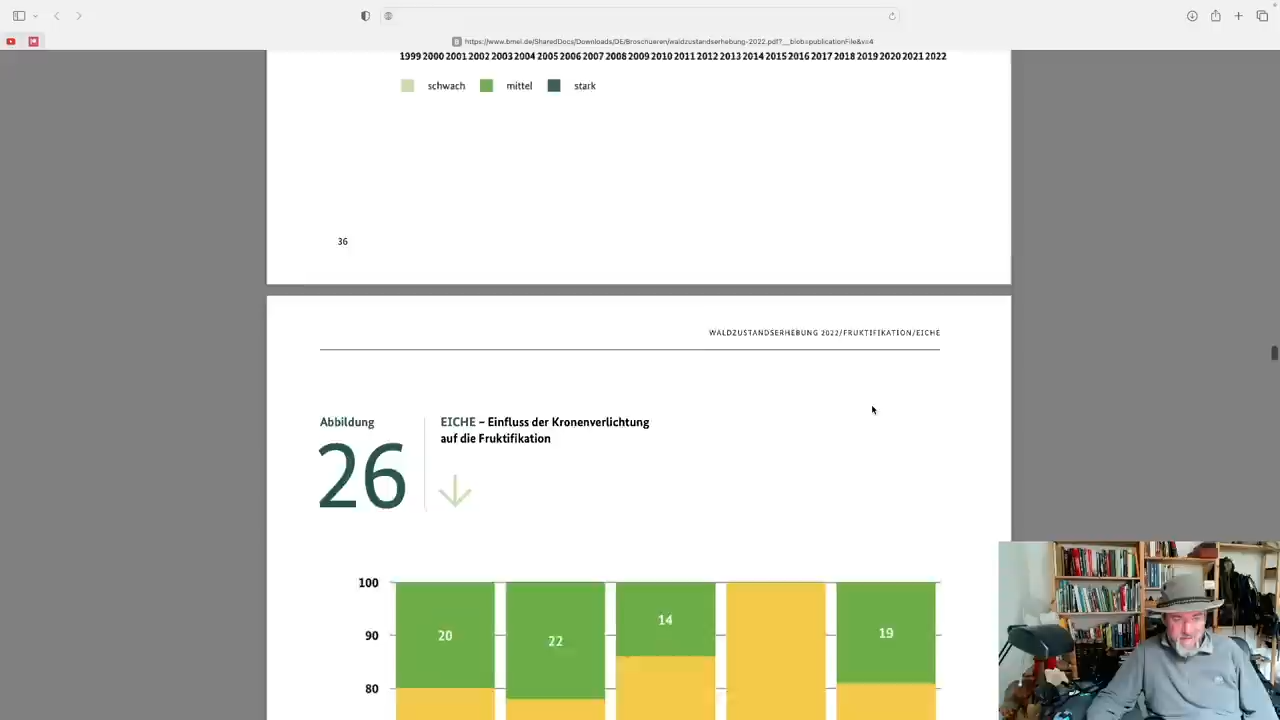 https://www.bmel.de/SharedDocs/Downloads/DE/Broschueren/waldzustandserhebung-2022.pdf?__blob=publicationFile&v=4
1999 2000 2001 2002 2003 2004 2005 2006 2007 2008 2009 2010 2011 2012 2013 2014 2015 2016 2017 2018 2019 2020 2021 2022
schwach mittel stark
36
WALDZUSTANDSERHEBUNG 2022/FRUKTIFIKATION/EICHE
Abbildung
26
EICHE – Einfluss der Kronenverlichtung
auf die Fruktifikation
100
90
80
20
22
14
19